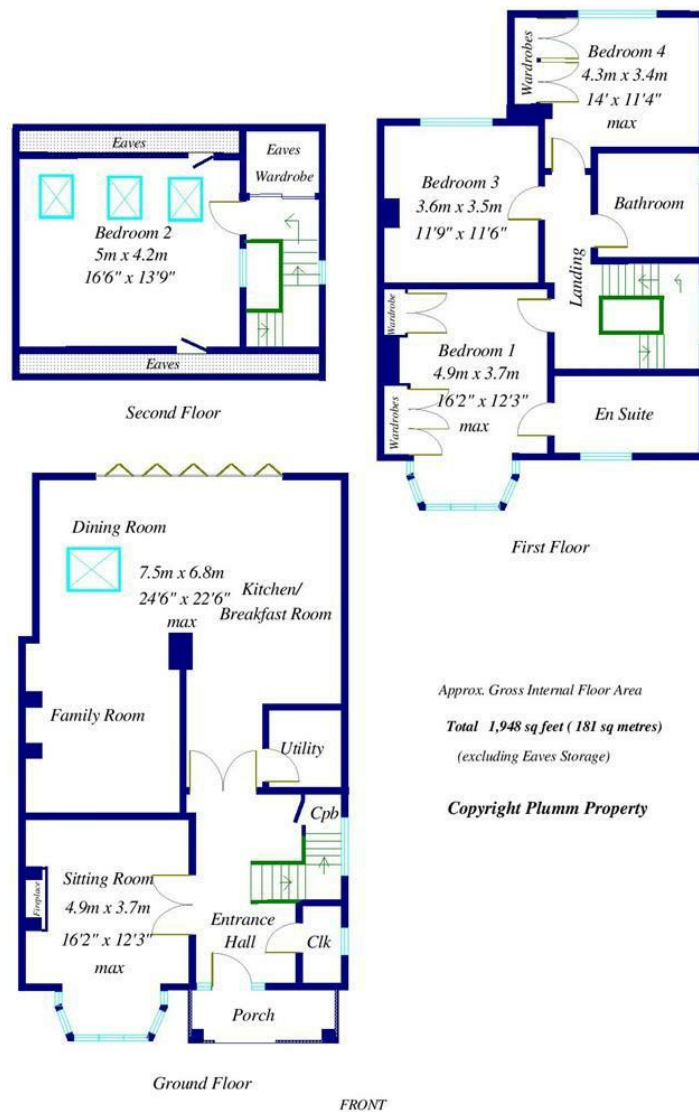 Eaves
Eaves
Wardrobe
Bedroom 2
5m x 4.2m
16'6" x 13'9"
Eaves
Second Floor
Wardrobes
Bedroom 4
4.3m x 3.4m
14' x 11'4"
max
Bedroom 3
3.6m x 3.5m
11'9" x 11'6"
Bathroom
Landing
Wardrobe
Bedroom 1
4.9m x 3.7m
16'2" x 12'3"
max
Wardrobes
En Suite
First Floor
Dining Room
7.5m x 6.8m
24'6" x 22'6"
max
Kitchen/
Breakfast Room
Family Room
Utility
Cpb
Sitting Room
4.9m x 3.7m
16'2" x 12'3"
max
Fireplace
Entrance
Hall
Clk
Porch
Ground Floor
FRONT
Approx. Gross Internal Floor Area
Total 1,948 sq feet ( 181 sq metres)
(excluding Eaves Storage)
Copyright Plumm Property